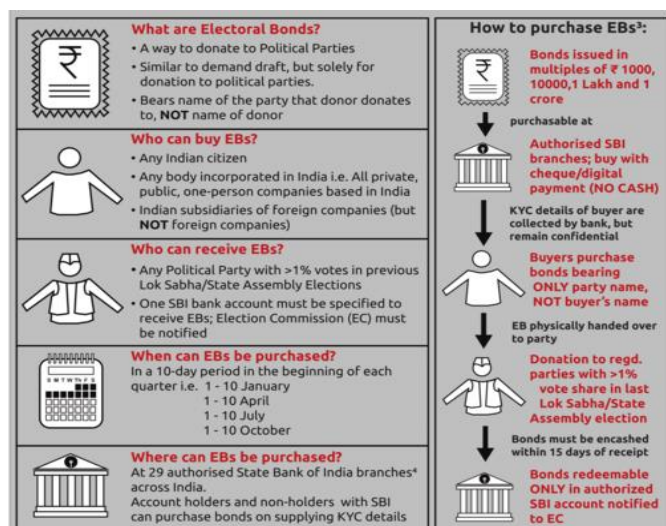 What are Electoral Bonds?
• A way to donate to Political Parties
• Similar to demand draft, but solely for
donation to political parties.
• Bears name of the party that donor donates
to, NOT name of donor
Who can buy EBs?
• Any Indian citizen
• Any body incorporated in India i.e. All private,
public, one-person companies based in India
• Indian subsidiaries of foreign companies (but
NOT foreign companies)
Who can receive EBs?
• Any Political Party with >1% votes in previous
Lok Sabha/State Assembly Elections
• One SBI bank account must be specified to
receive EBs; Election Commission (EC) must
be notified
S M T W Th F S
When can EBs be purchased?
In a 10-day period in the beginning of each
quarter i.e. 1 - 10 January
1 - 10 April
1 - 10 July
1 - 10 October
Where can EBs be purchased?
At 29 authorised State Bank of India branches⁴
across India.
Account holders and non-holders with SBI
can purchase bonds on supplying KYC details
How to purchase EBs³:
Bonds issued in
multiples of ₹ 1000,
10000,1 Lakh and 1
crore
purchasable at
Authorised SBI
branches; buy with
cheque/digital
payment (NO CASH)
KYC details of buyer are
collected by bank, but
remain confidential
Buyers purchase
bonds bearing
ONLY party name,
NOT buyer's name
EB physically handed over
to party
Donation to regd.
parties with >1%
vote share in last
Lok Sabha/State
Assembly election
Bonds must be encashed
within 15 days of receipt
Bonds redeemable
ONLY in authorized
SBI account notified
to EC
₹
₹